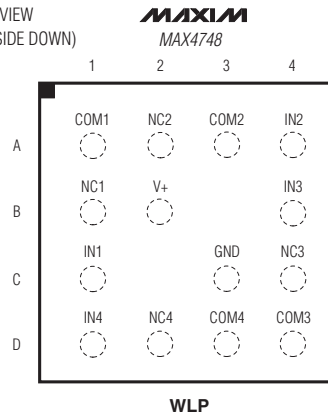 VIEW
SIDE DOWN)
MAXIM
MAX4748
1 2 3 4
A COM1 NC2 COM2 IN2
B NC1 V+ IN3
C IN1 GND NC3
D IN4 NC4 COM4 COM3
WLP